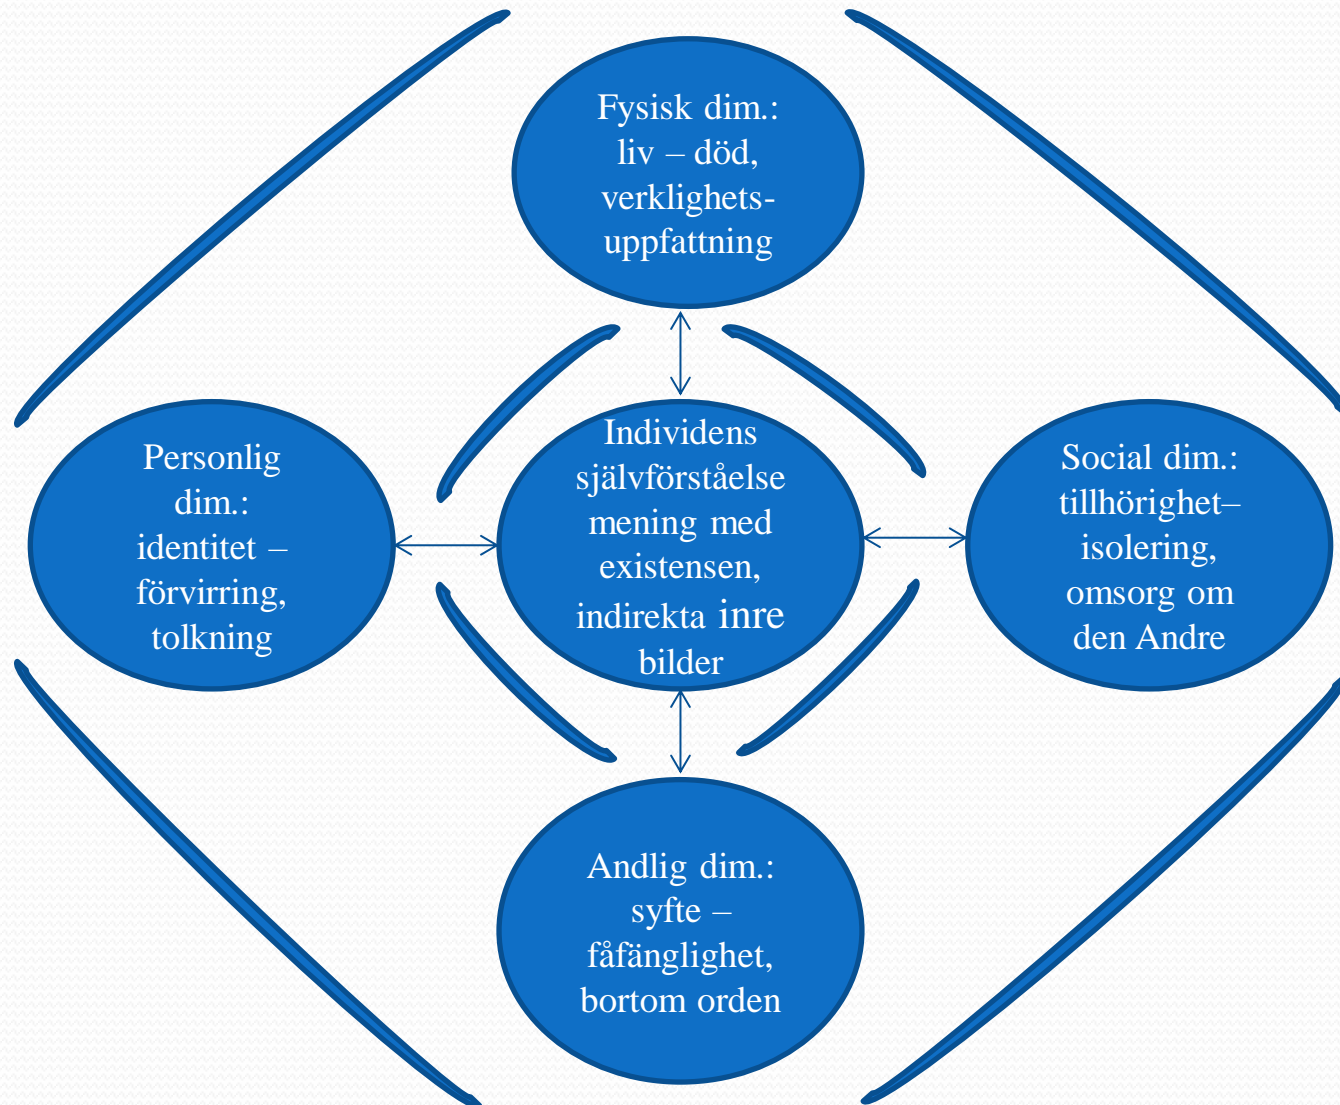 Fysisk dim.:
liv – död,
verklighets-
uppfattning
Personlig
dim.:
identitet –
förvirring,
tolkning
Individens
självförståelse
mening med
existensen,
indirekta inre
bilder
Social dim.:
tillhörighet–
isolering,
omsorg om
den Andre
Andlig dim.:
syfte –
fåfänglighet,
bortom orden